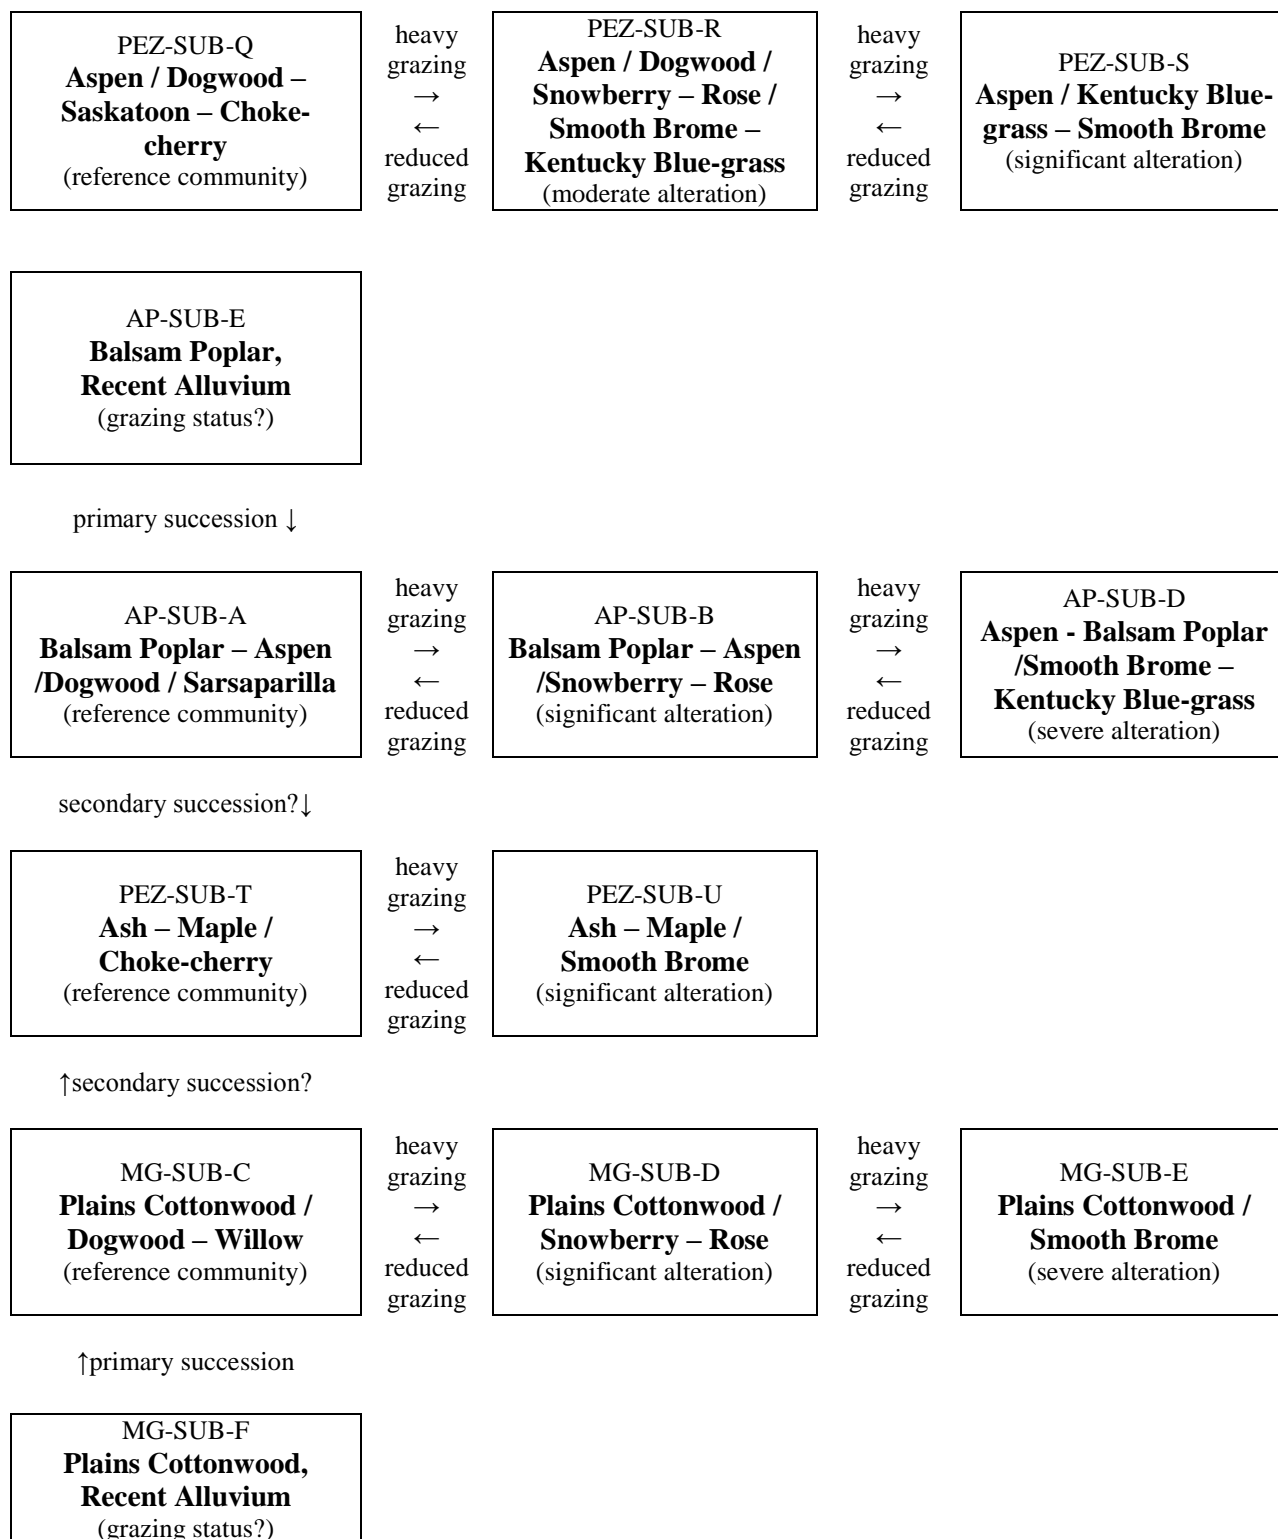 PEZ-SUB-Q
Aspen / Dogwood –
Saskatoon – Choke-
cherry
(reference community)
heavy
grazing
→
←
reduced
grazing
PEZ-SUB-R
Aspen / Dogwood /
Snowberry – Rose /
Smooth Brome –
Kentucky Blue-grass
(moderate alteration)
heavy
grazing
→
←
reduced
grazing
PEZ-SUB-S
Aspen / Kentucky Blue-
grass – Smooth Brome
(significant alteration)
AP-SUB-E
Balsam Poplar,
Recent Alluvium
(grazing status?)
primary succession ↓
AP-SUB-A
Balsam Poplar – Aspen
/Dogwood / Sarsaparilla
(reference community)
heavy
grazing
→
←
reduced
grazing
AP-SUB-B
Balsam Poplar – Aspen
/Snowberry – Rose
(significant alteration)
heavy
grazing
→
←
reduced
grazing
AP-SUB-D
Aspen - Balsam Poplar
/Smooth Brome –
Kentucky Blue-grass
(severe alteration)
secondary succession?↓
PEZ-SUB-T
Ash – Maple /
Choke-cherry
(reference community)
heavy
grazing
→
←
reduced
grazing
PEZ-SUB-U
Ash – Maple /
Smooth Brome
(significant alteration)
↑secondary succession?
MG-SUB-C
Plains Cottonwood /
Dogwood – Willow
(reference community)
heavy
grazing
→
←
reduced
grazing
MG-SUB-D
Plains Cottonwood /
Snowberry – Rose
(significant alteration)
heavy
grazing
→
←
reduced
grazing
MG-SUB-E
Plains Cottonwood /
Smooth Brome
(severe alteration)
↑primary succession
MG-SUB-F
Plains Cottonwood,
Recent Alluvium
(grazing status?)